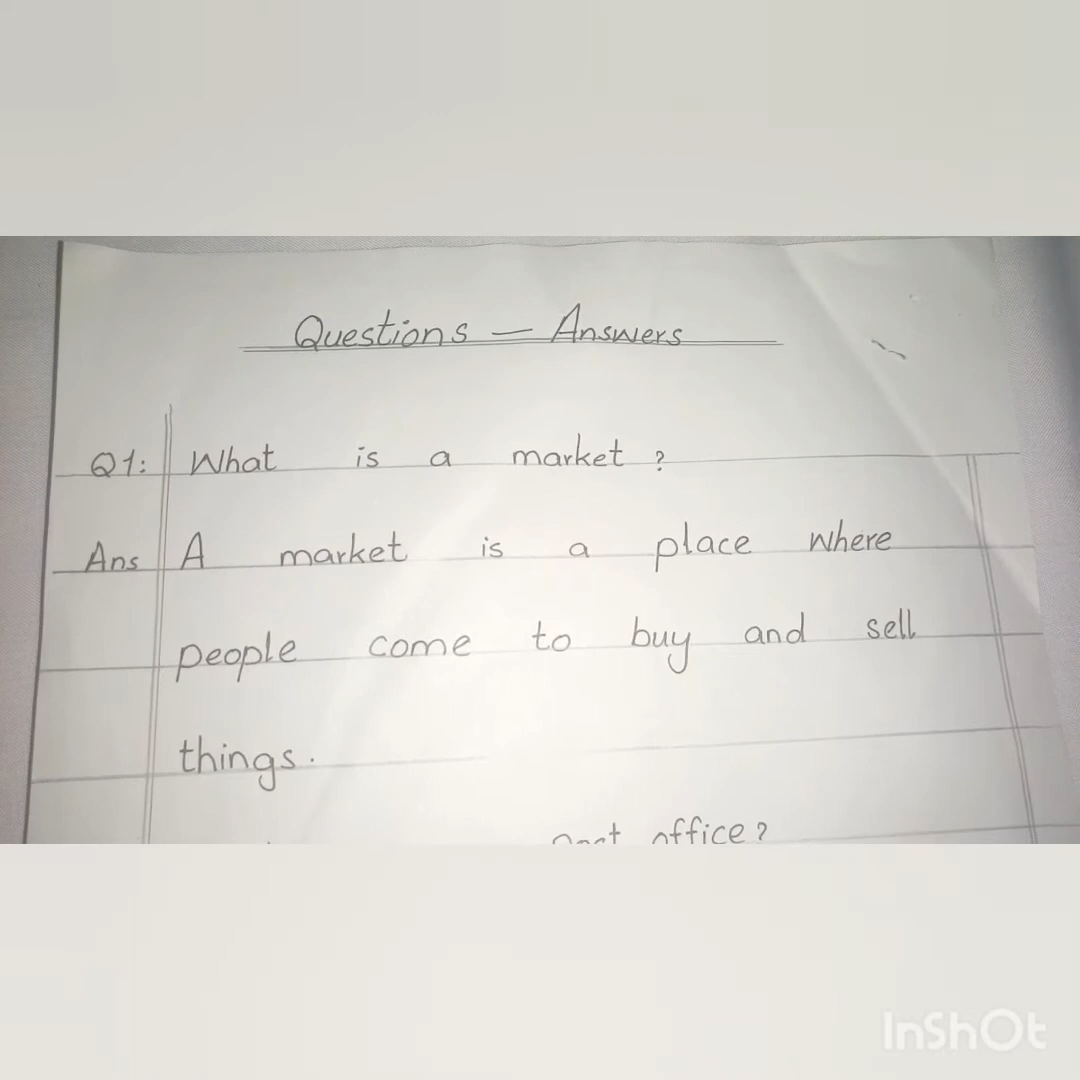 Questions — Answers
Q1: What is a market ?
Ans A market is a place where
people come to buy and sell
things.
office?
InShOt